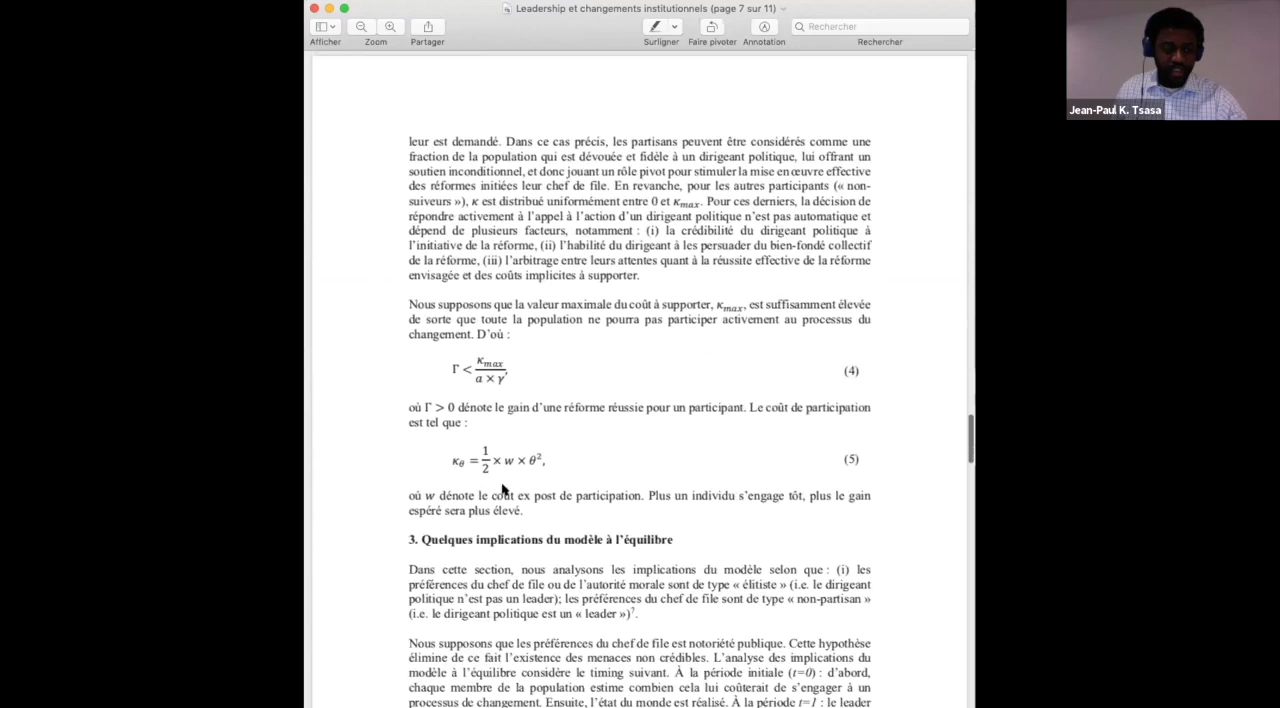 Leadership et changements institutionnels (page 7 sur 11)
Afficher
Zoom
Partager
Surligner
Faire pivoter
Annotation
Rechercher
Rechercher
Jean-Paul K. Tsasa
leur est demandé. Dans ce cas précis, les partisans peuvent être considérés comme une
fraction de la population qui est dévouée et fidèle à un dirigeant politique, lui offrant un
soutien inconditionnel, et donc jouant un rôle pivot pour stimuler la mise en œuvre effective
des réformes initiées leur chef de file. En revanche, pour les autres participants (« non-
suiveurs »), κ est distribué uniformément entre 0 et κmax. Pour ces derniers, la décision de
répondre activement à l'appel à l'action d'un dirigeant politique n'est pas automatique et
dépend de plusieurs facteurs, notamment : (i) la crédibilité du dirigeant politique à
l'initiative de la réforme, (ii) l'habilité du dirigeant à les persuader du bien-fondé collectif
de la réforme, (iii) l'arbitrage entre leurs attentes quant à la réussite effective de la réforme
envisagée et des coûts implicites à supporter.
Nous supposons que la valeur maximale du coût à supporter, κmax, est suffisamment élevée
de sorte que toute la population ne pourra pas participer activement au processus du
changement. D'où :
Γ < κmax / (a × γ), (4)
où Γ > 0 dénote le gain d'une réforme réussie pour un participant. Le coût de participation
est tel que :
κθ = 1/2 × w × θ², (5)
où w dénote le coût ex post de participation. Plus un individu s'engage tôt, plus le gain
espéré sera plus élevé.
3. Quelques implications du modèle à l'équilibre
Dans cette section, nous analysons les implications du modèle selon que : (i) les
préférences du chef de file ou de l'autorité morale sont de type « élitiste » (i.e. le dirigeant
politique n'est pas un leader); les préférences du chef de file sont de type « non-partisan »
(i.e. le dirigeant politique est un « leader »)⁷.
Nous supposons que les préférences du chef de file est notoriété publique. Cette hypothèse
élimine de ce fait l'existence des menaces non crédibles. L'analyse des implications du
modèle à l'équilibre considère le timing suivant. À la période initiale (t=0) : d'abord,
chaque membre de la population estime combien cela lui coûterait de s'engager à un
processus de changement. Ensuite, l'état du monde est réalisé. À la période t=1 : le leader